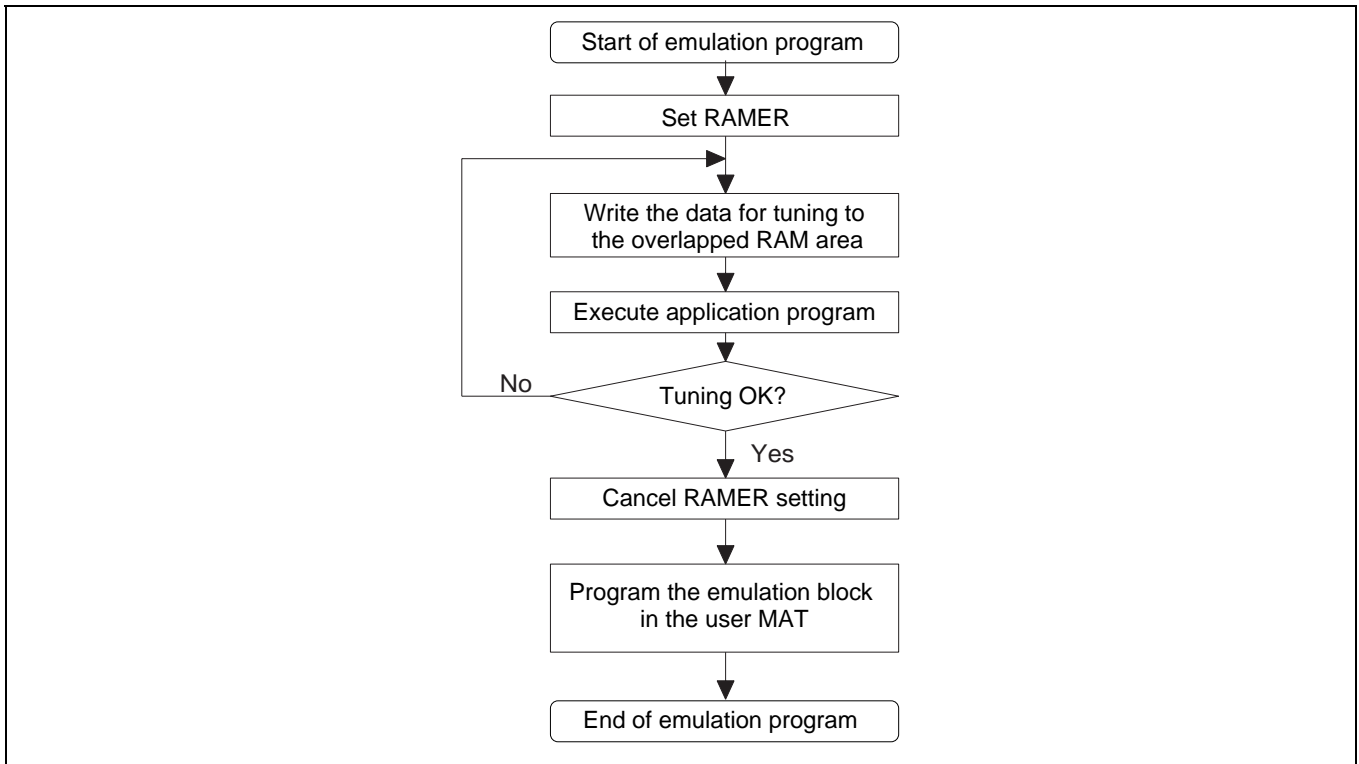 Start of emulation program
Set RAMER
Write the data for tuning to
the overlapped RAM area
Execute application program
No
Tuning OK?
Yes
Cancel RAMER setting
Program the emulation block
in the user MAT
End of emulation program